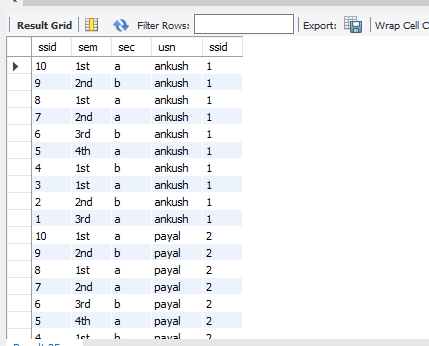 Result Grid Filter Rows: Export: Wrap Cell C
ssid sem sec usn ssid
10 1st a ankush 1
9 2nd b ankush 1
8 1st a ankush 1
7 2nd a ankush 1
6 3rd b ankush 1
5 4th a ankush 1
4 1st b ankush 1
3 1st a ankush 1
2 2nd b ankush 1
1 3rd a ankush 1
10 1st a payal 2
9 2nd b payal 2
8 1st a payal 2
7 2nd a payal 2
6 3rd b payal 2
5 4th a payal 2
4 1st b payal 2